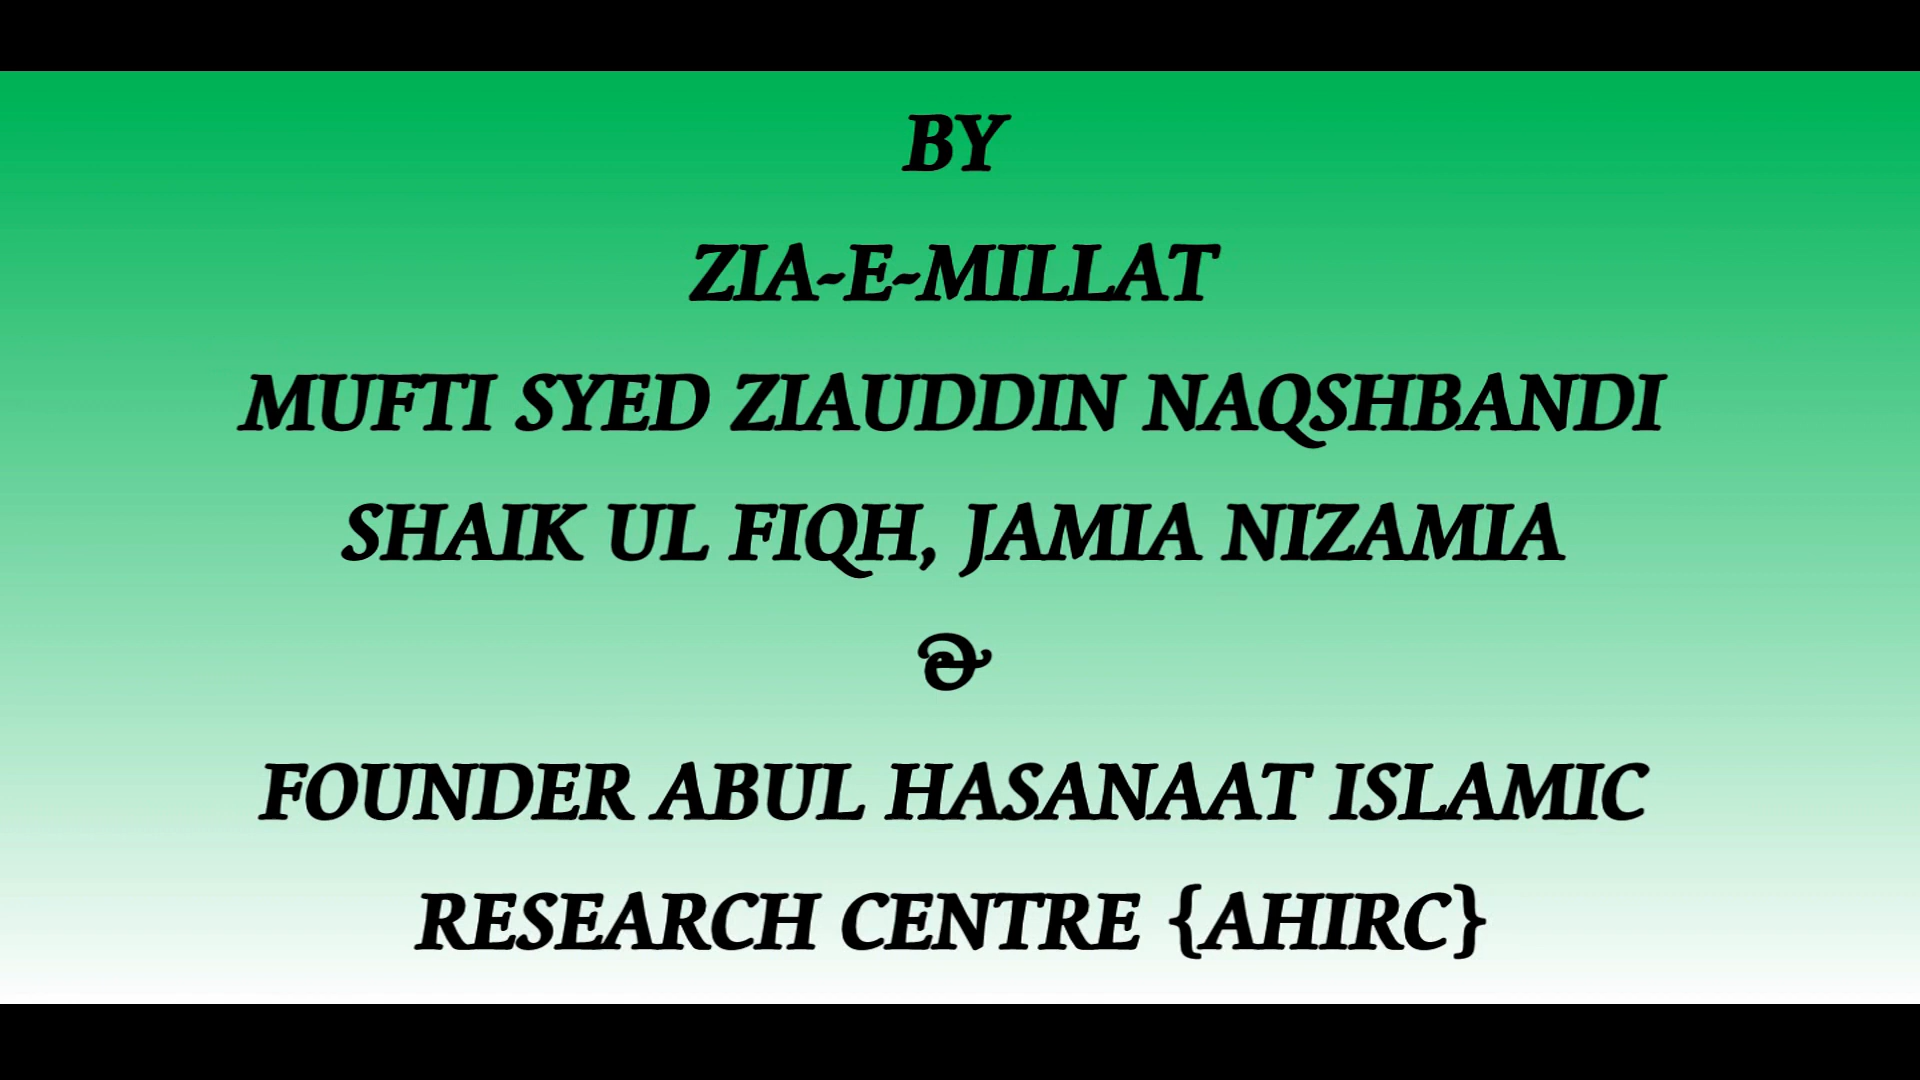 BY
ZIA-E-MILLAT
MUFTI SYED ZIAUDDIN NAQSHBANDI
SHAIK UL FIQH, JAMIA NIZAMIA
&
FOUNDER ABUL HASANAAT ISLAMIC
RESEARCH CENTRE {AHIRC}